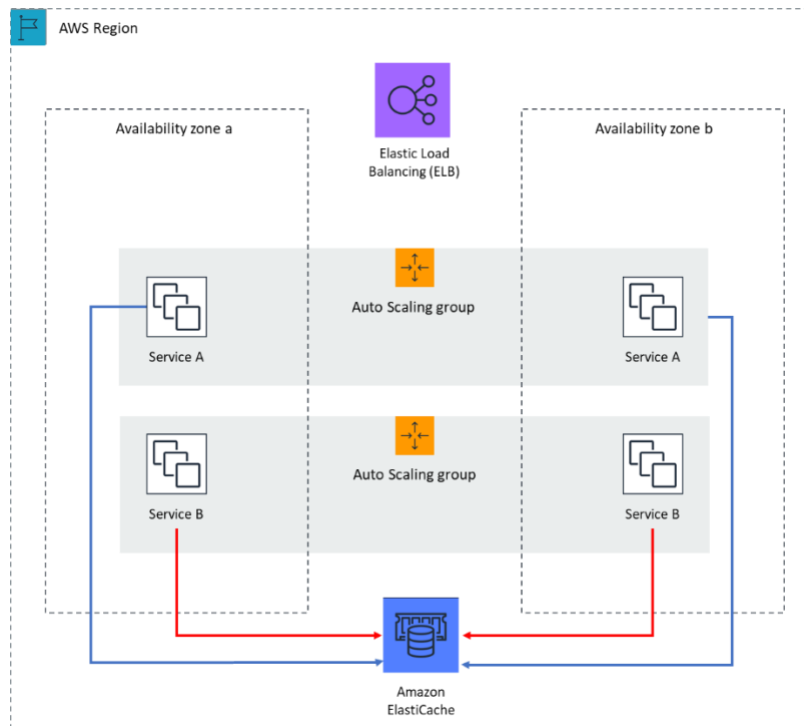 AWS Region
Availability zone a
Availability zone b
Elastic Load
Balancing (ELB)
Auto Scaling group
Service A
Service A
Auto Scaling group
Service B
Service B
Amazon
ElastiCache